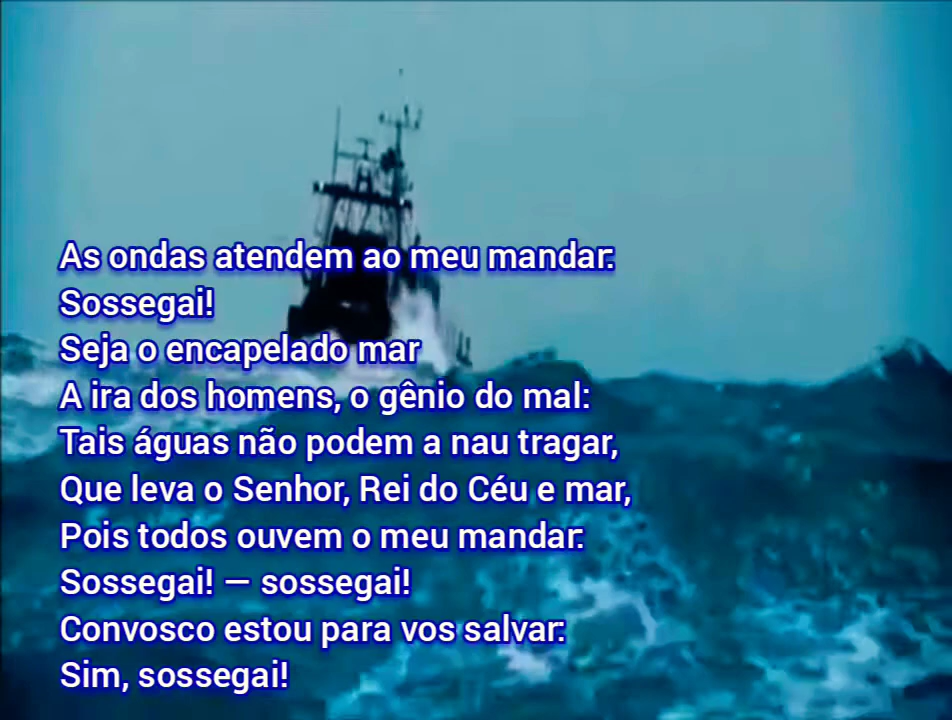 As ondas atendem ao meu mandar:
Sossegai!
Seja o encapelado mar
A ira dos homens, o gênio do mal:
Tais águas não podem a nau tragar,
Que leva o Senhor, Rei do Céu e mar,
Pois todos ouvem o meu mandar:
Sossegai! — sossegai!
Convosco estou para vos salvar:
Sim, sossegai!